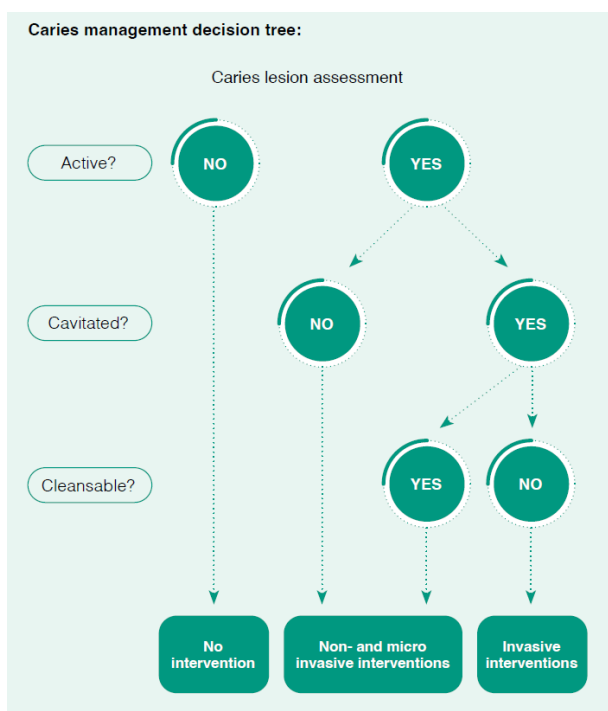 Caries management decision tree:
Caries lesion assessment
Active?
NO
YES
Cavitated?
NO
YES
Cleansable?
YES
NO
No
intervention
Non- and micro
invasive interventions
Invasive
interventions